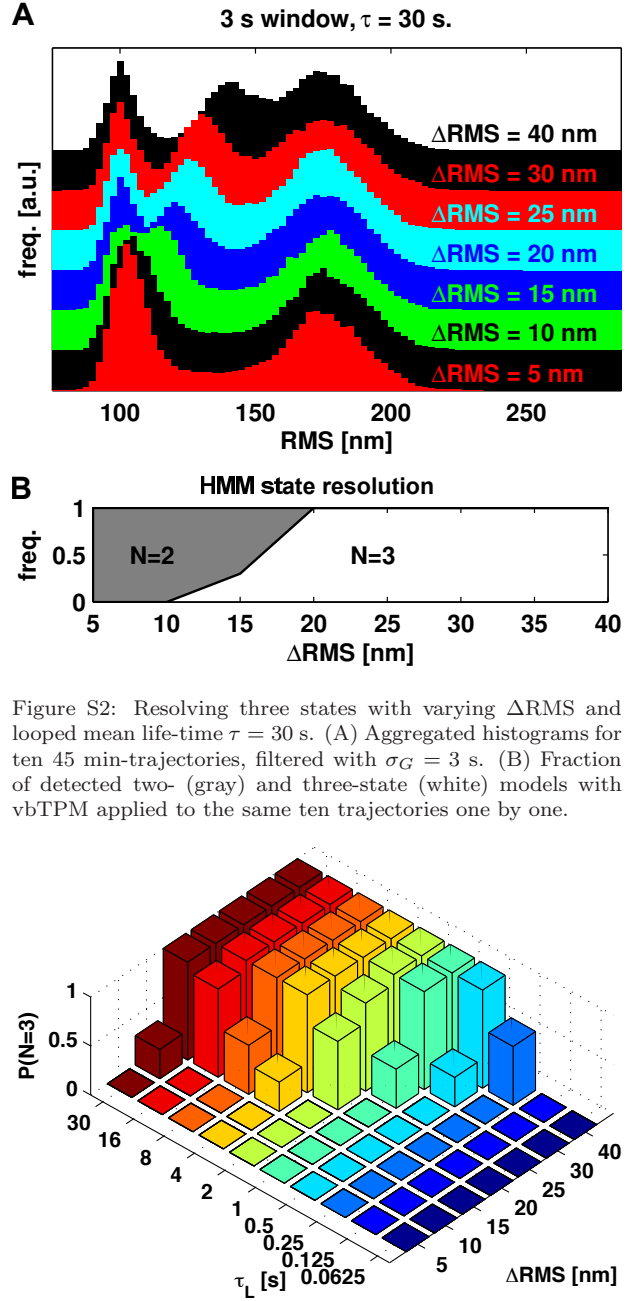 A
3 s window, τ = 30 s.
freq. [a.u.]
ΔRMS = 40 nm
ΔRMS = 30 nm
ΔRMS = 25 nm
ΔRMS = 20 nm
ΔRMS = 15 nm
ΔRMS = 10 nm
ΔRMS = 5 nm
100 150 200 250
RMS [nm]
B
HMM state resolution
freq.
1
0.5
0
N=2
N=3
5 10 15 20 25 30 35 40
ΔRMS [nm]
Figure S2: Resolving three states with varying ΔRMS and
looped mean life-time τ = 30 s. (A) Aggregated histograms for
ten 45 min-trajectories, filtered with σG = 3 s. (B) Fraction
of detected two- (gray) and three-state (white) models with
vbTPM applied to the same ten trajectories one by one.
P(N=3)
1
0.5
0
30
16
8
4
2
1
0.5
0.25
0.125
0.0625
τL [s]
5
10
15
20
25
30
40
ΔRMS [nm]